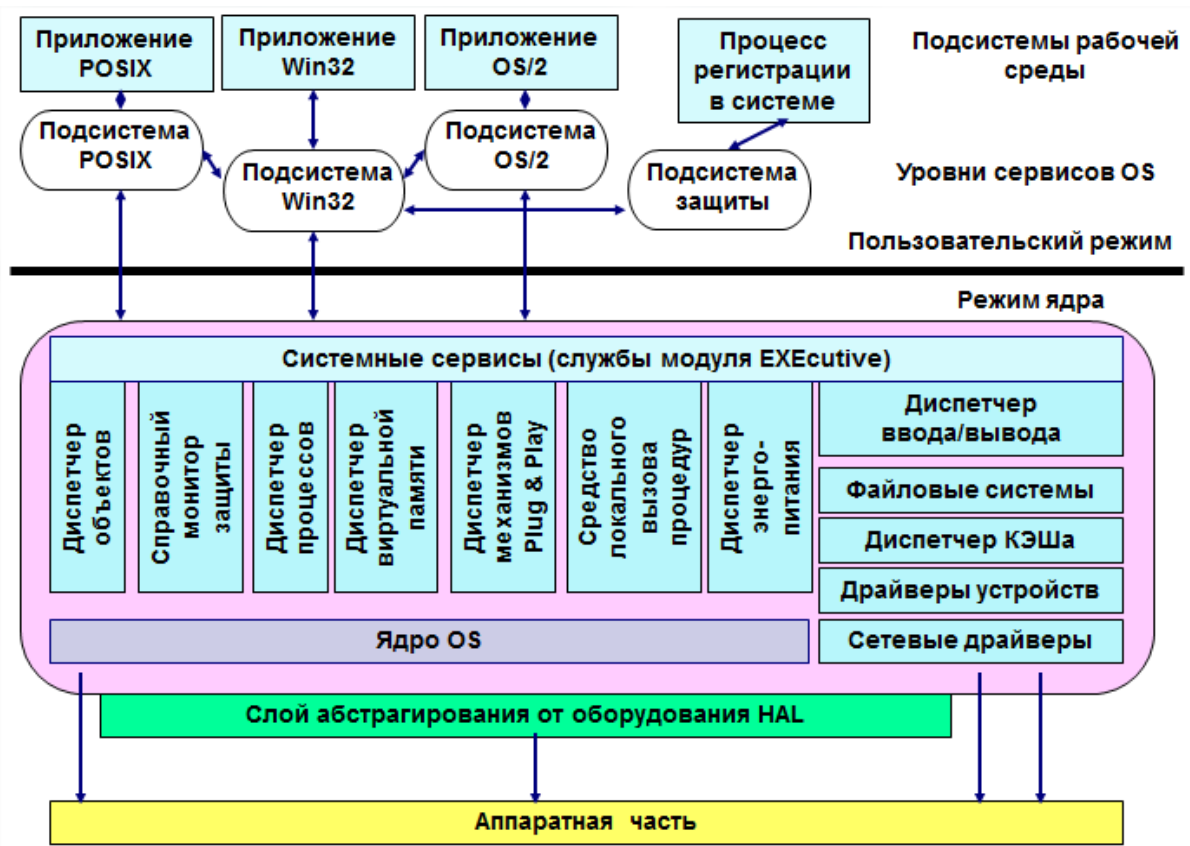 Приложение
POSIX
Приложение
Win32
Приложение
OS/2
Процесс
регистрации
в системе
Подсистемы рабочей
среды
Подсистема
POSIX
Подсистема
Win32
Подсистема
OS/2
Подсистема
защиты
Уровни сервисов OS
Пользовательский режим
Режим ядра
Системные сервисы (службы модуля EXEcutive)
Диспетчер
объектов
Справочный
монитор
защиты
Диспетчер
процессов
Диспетчер
виртуальной
памяти
Диспетчер
механизмов
Plug & Play
Средство
локального
вызова
процедур
Диспетчер
энерго-
питания
Диспетчер
ввода/вывода
Файловые системы
Диспетчер КЭШа
Драйверы устройств
Сетевые драйверы
Ядро OS
Слой абстрагирования от оборудования HAL
Аппаратная часть